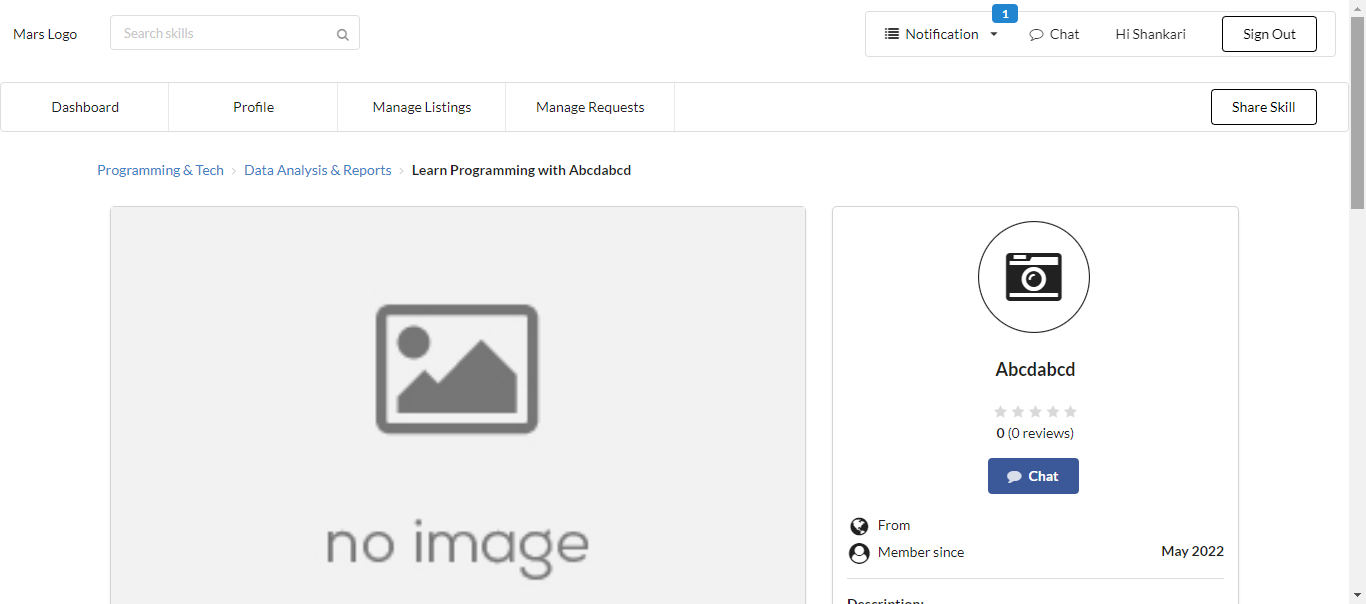 Mars Logo
Search skills
Notification
1
Chat
Hi Shankari
Sign Out
Dashboard
Profile
Manage Listings
Manage Requests
Share Skill
Programming & Tech › Data Analysis & Reports › Learn Programming with Abcdabcd
no image
Abcdabcd
0 (0 reviews)
Chat
From
Member since May 2022
Description: